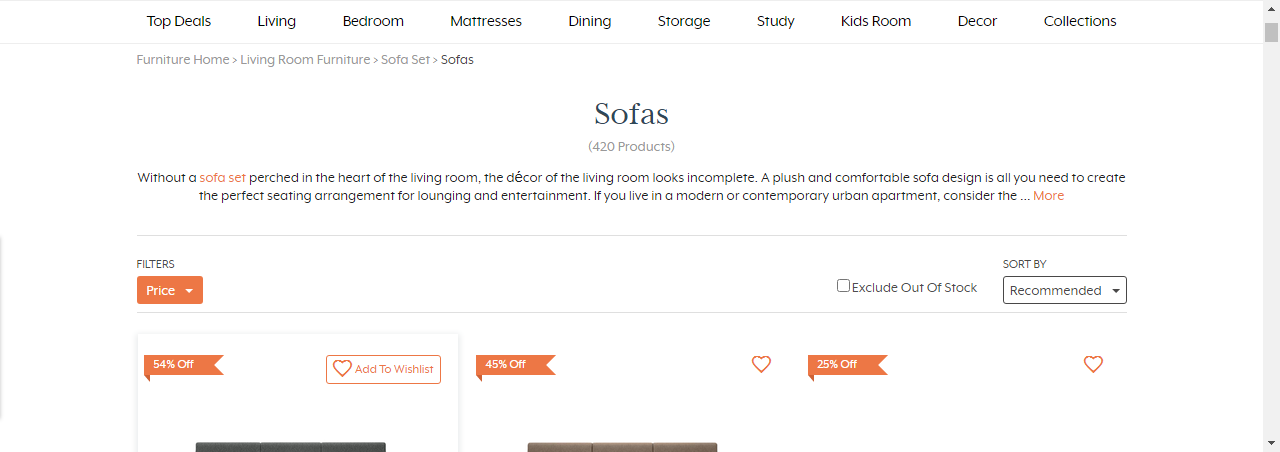 Top Deals Living Bedroom Mattresses Dining Storage Study Kids Room Decor Collections
Furniture Home > Living Room Furniture > Sofa Set > Sofas
Sofas
(420 Products)
Without a sofa set perched in the heart of the living room, the décor of the living room looks incomplete. A plush and comfortable sofa design is all you need to create
the perfect seating arrangement for lounging and entertainment. If you live in a modern or contemporary urban apartment, consider the ... More
FILTERS
SORT BY
Price
Exclude Out Of Stock
Recommended
54% Off
Add To Wishlist
45% Off
25% Off